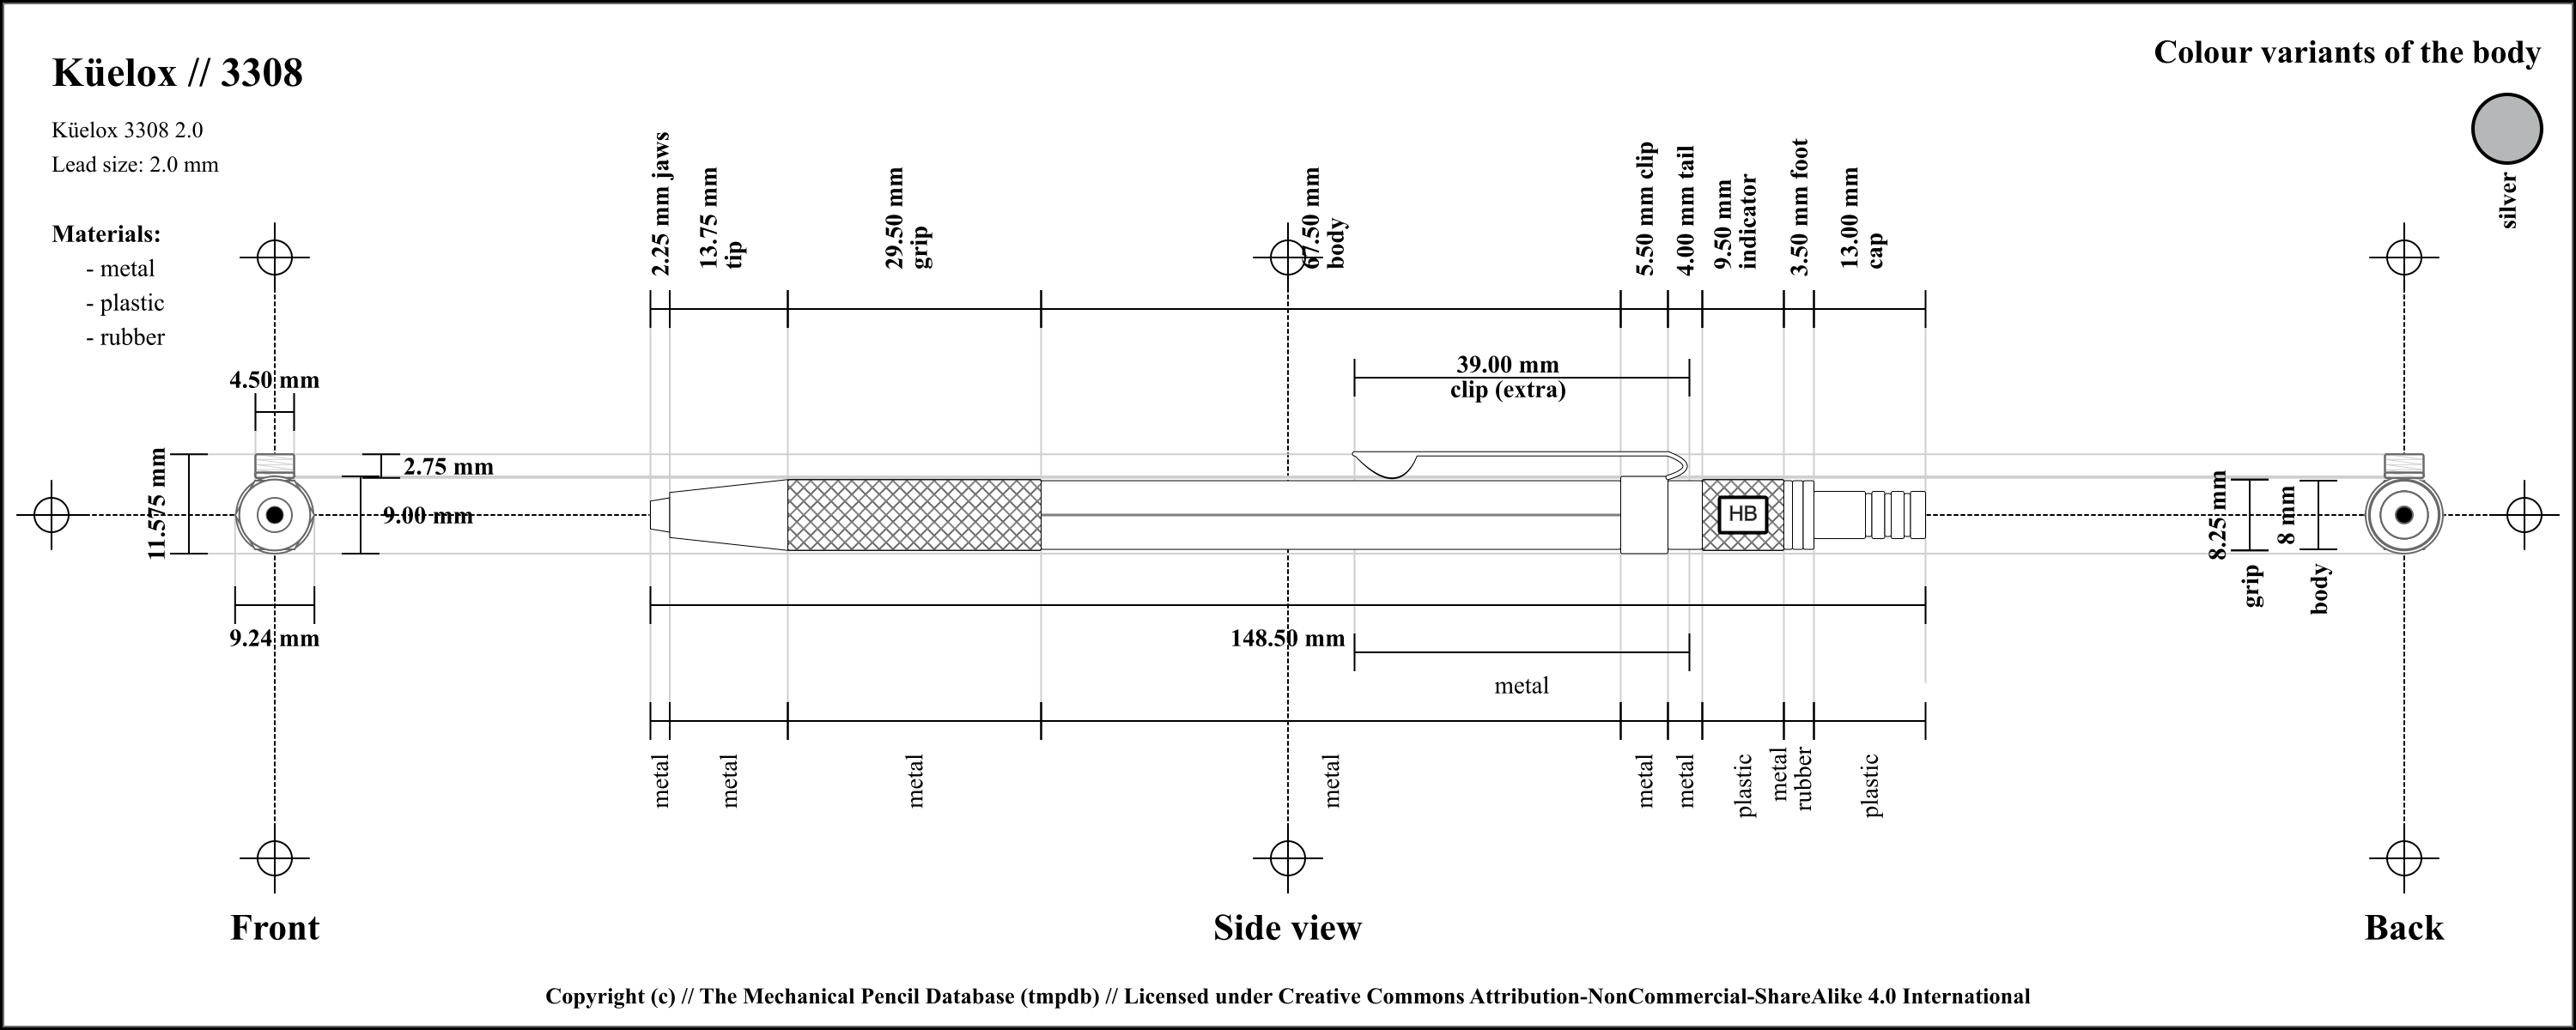 Küelox // 3308
Colour variants of the body
Küelox 3308 2.0
Lead size: 2.0 mm
silver
Materials:
- metal
- plastic
- rubber
2.25 mm jaws
13.75 mm
tip
29.50 mm
grip
67.50 mm
body
5.50 mm clip
4.00 mm tail
9.50 mm
indicator
3.50 mm foot
13.00 mm
cap
39.00 mm
clip (extra)
4.50 mm
11.575 mm
2.75 mm
9.00 mm
9.24 mm
HB
8.25 mm
grip
8 mm
body
148.50 mm
metal
metal
metal
metal
metal
metal
metal
plastic
metal
rubber
plastic
Front
Side view
Back
Copyright (c) // The Mechanical Pencil Database (tmpdb) // Licensed under Creative Commons Attribution-NonCommercial-ShareAlike 4.0 International